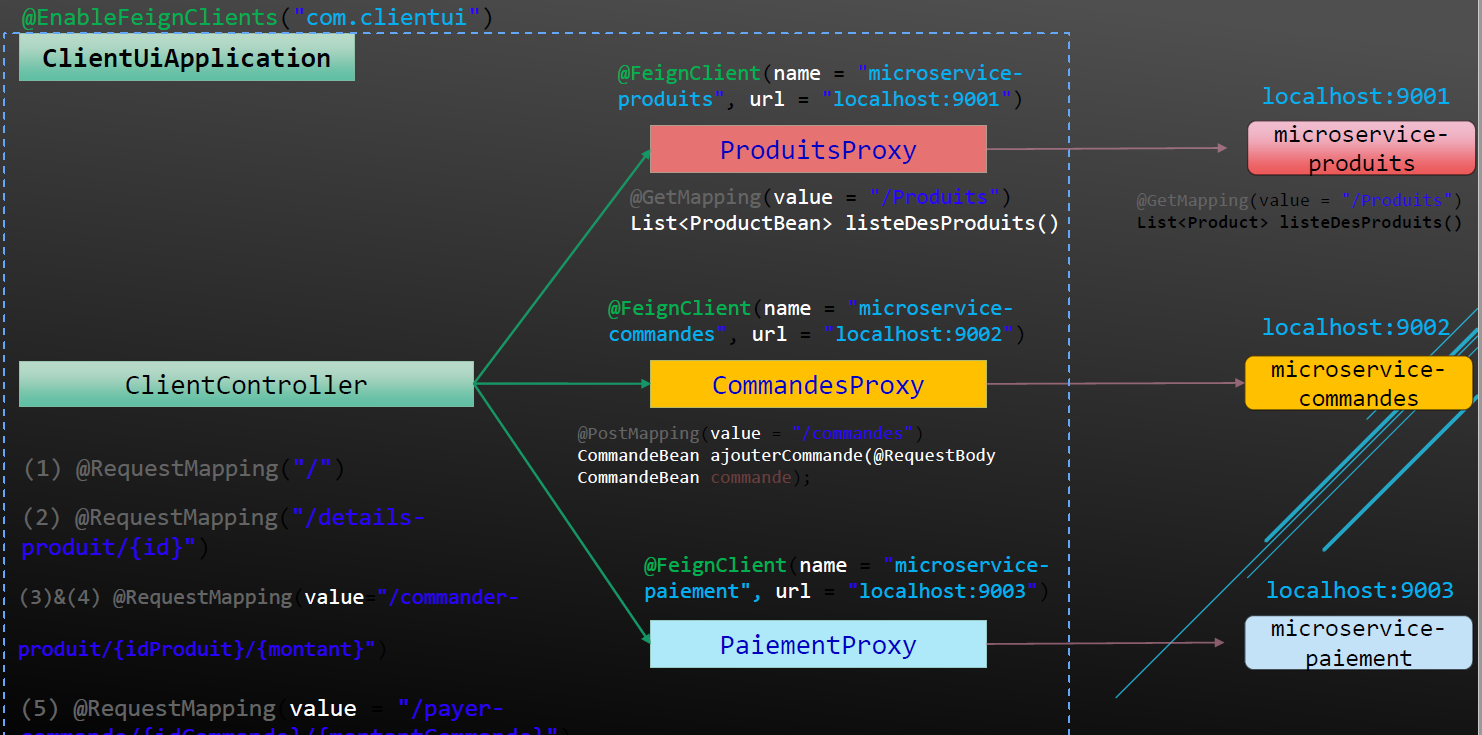 @EnableFeignClients("com.clientui")
ClientUiApplication
@FeignClient(name = "microservice-
produits", url = "localhost:9001")
ProduitsProxy
@GetMapping(value = "/Produits")
List<ProductBean> listeDesProduits()
localhost:9001
microservice-
produits
@GetMapping(value = "/Produits")
List<Product> listeDesProduits()
@FeignClient(name = "microservice-
commandes", url = "localhost:9002")
ClientController
CommandesProxy
@PostMapping(value = "/commandes")
CommandeBean ajouterCommande(@RequestBody
CommandeBean commande);
localhost:9002
microservice-
commandes
(1) @RequestMapping("/")
(2) @RequestMapping("/details-
produit/{id}")
(3)&(4) @RequestMapping(value="/commander-
produit/{idProduit}/{montant}")
(5) @RequestMapping(value = "/payer-
commande/{idCommande}/{montantCommande}")
@FeignClient(name = "microservice-
paiement", url = "localhost:9003")
PaiementProxy
localhost:9003
microservice-
paiement